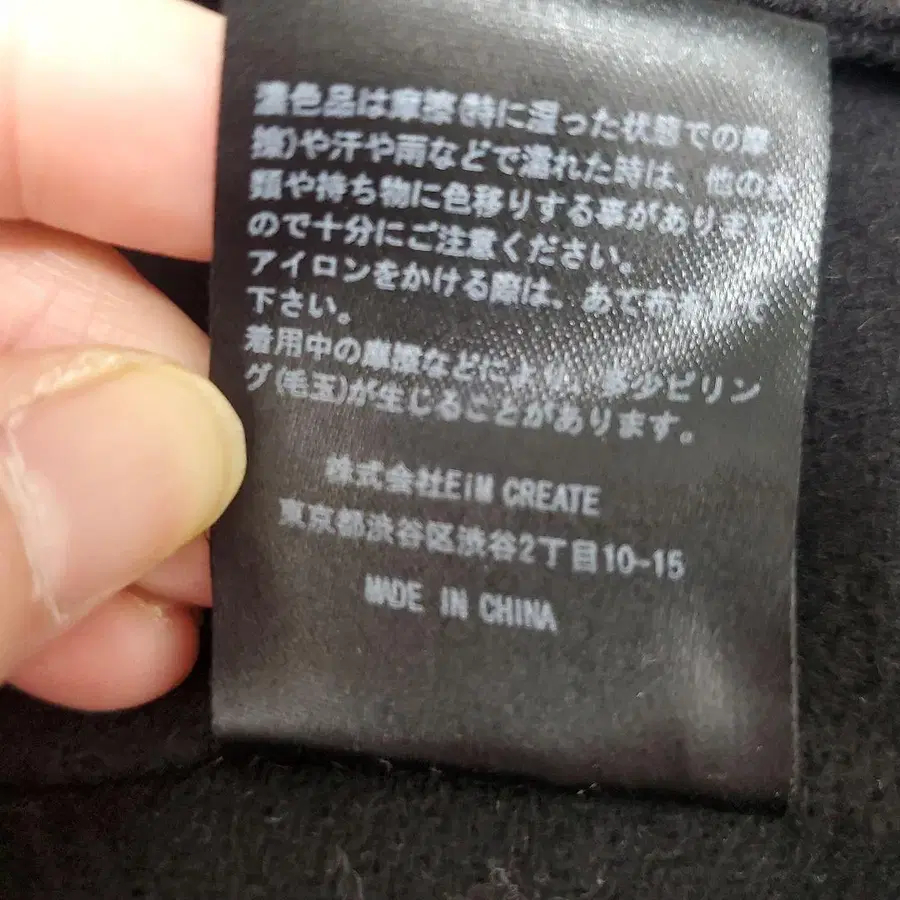 濃色品は摩擦(特に湿った状態での摩
擦)や汗や雨などで濡れた時は、他の衣
類や持ち物に色移りする事があります
ので十分にご注意ください。
アイロンをかける際は、あて布
下さい。
着用中の摩擦などにより、多少ピリン
グ(毛玉)が生じることがあります。
株式会社EiM CREATE
東京都渋谷区渋谷2丁目10-15
MADE IN CHINA